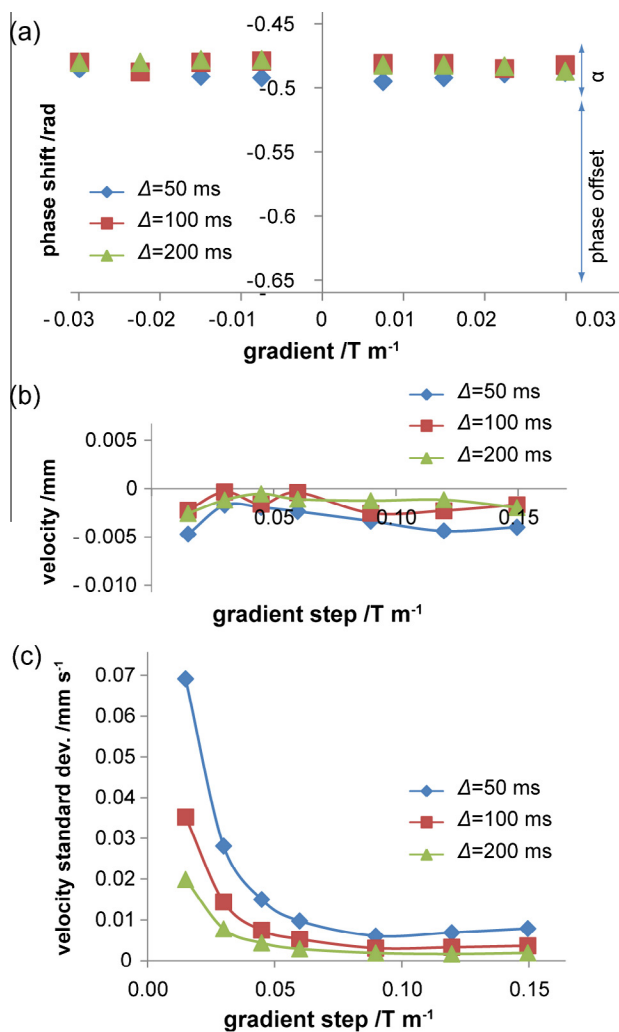 (a)
-0.45
-0.5
-0.55
-0.6
-0.65
-
phase shift /rad
Δ=50 ms
Δ=100 ms
Δ=200 ms
α
phase offset
- 0.03
-0.02
-0.01
0
0.01
0.02
0.03
gradient /T m⁻¹
(b)
Δ=50 ms
Δ=100 ms
Δ=200 ms
0.005
0
- 0.005
- 0.010
velocity /mm
0.05
0.10
0.15
gradient step /T m⁻¹
(c)
0.07
0.06
0.05
0.04
0.03
0.02
0.01
0
velocity standard dev. /mm s⁻¹
Δ=50 ms
Δ=100 ms
Δ=200 ms
0.00
0.05
0.10
0.15
gradient step /T m⁻¹